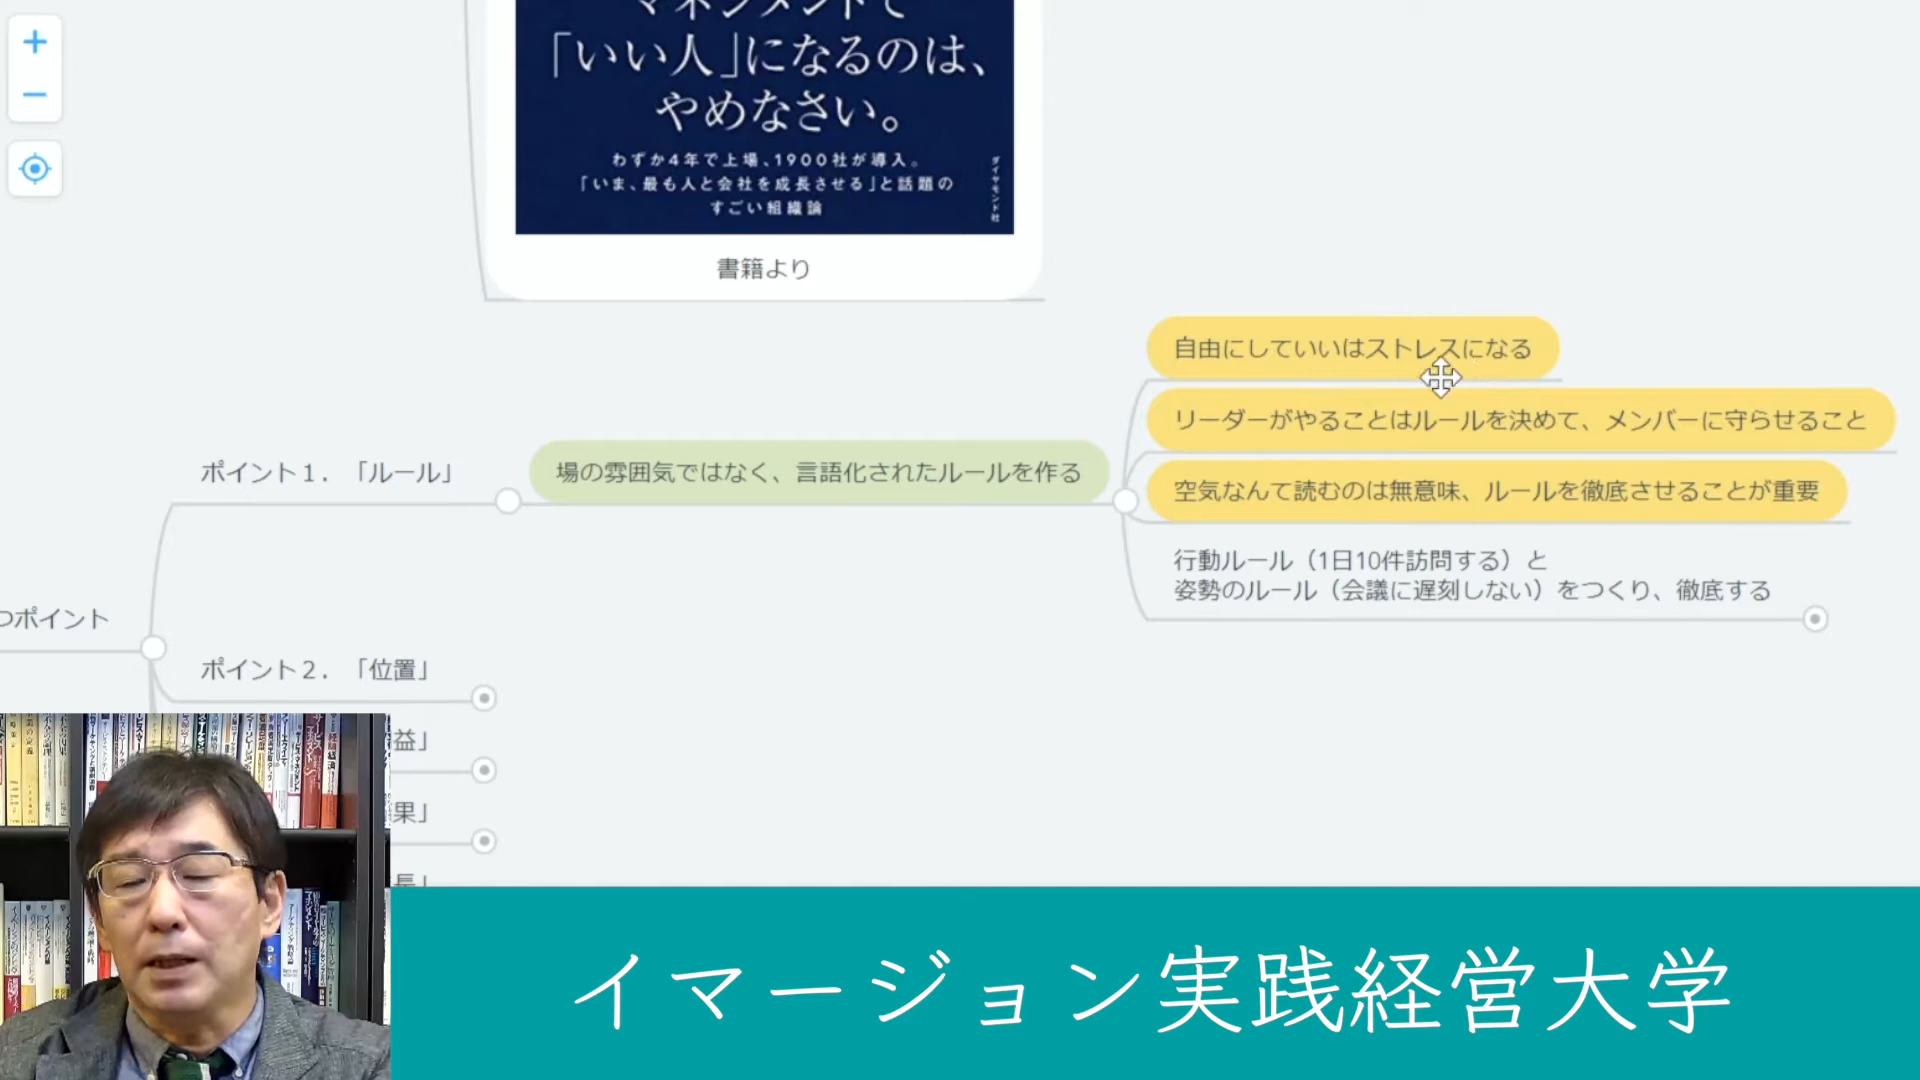 マネジメントで
「いい人」になるのは、
やめなさい。
わずか4年で上場、1900社が導入。
「いま、最も人と会社を成長させる」と話題の
すごい組織論
ダイヤモンド社
書籍より
自由にしていいはストレスになる
リーダーがやることはルールを決めて、メンバーに守らせること
ポイント1．「ルール」
場の雰囲気ではなく、言語化されたルールを作る
空気なんて読むのは無意味、ルールを徹底させることが重要
行動ルール（1日10件訪問する）と
姿勢のルール（会議に遅刻しない）をつくり、徹底する
つポイント
ポイント2．「位置」
益」
果」
長」
イマージョン実践経営大学